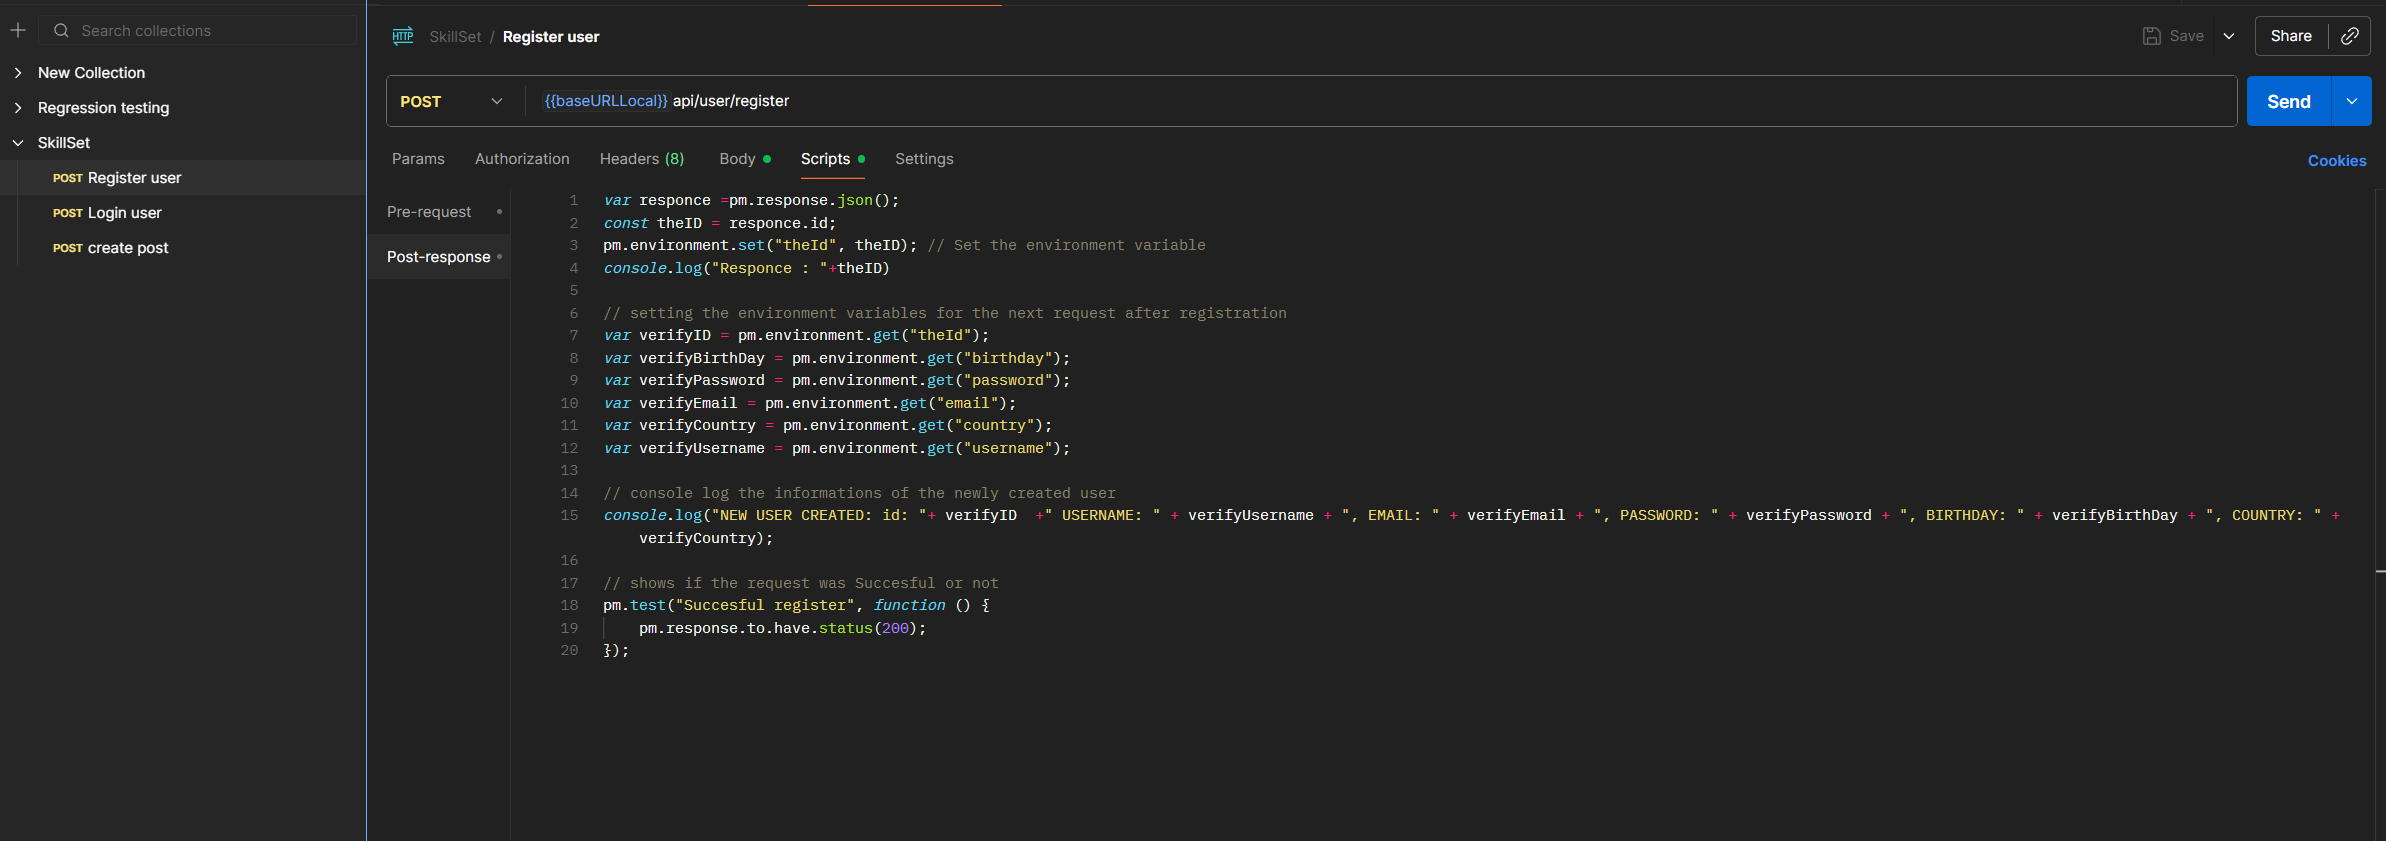 Search collections
New Collection
Regression testing
SkillSet
POST Register user
POST Login user
POST create post
HTTP SkillSet / Register user
Save
Share
POST
{{baseURLLocal}} api/user/register
Send
Params Authorization Headers (8) Body Scripts Settings
Cookies
Pre-request
Post-response
1 var responce =pm.response.json();
2 const theID = responce.id;
3 pm.environment.set("theId", theID); // Set the environment variable
4 console.log("Responce : "+theID)
5
6 // setting the environment variables for the next request after registration
7 var verifyID = pm.environment.get("theId");
8 var verifyBirthDay = pm.environment.get("birthday");
9 var verifyPassword = pm.environment.get("password");
10 var verifyEmail = pm.environment.get("email");
11 var verifyCountry = pm.environment.get("country");
12 var verifyUsername = pm.environment.get("username");
13
14 // console log the informations of the newly created user
15 console.log("NEW USER CREATED: id: "+ verifyID  +" USERNAME: " + verifyUsername + ", EMAIL: " + verifyEmail + ", PASSWORD: " + verifyPassword + ", BIRTHDAY: " + verifyBirthDay + ", COUNTRY: " +
verifyCountry);
16
17 // shows if the request was Succesful or not
18 pm.test("Succesful register", function () {
19     pm.response.to.have.status(200);
20 });